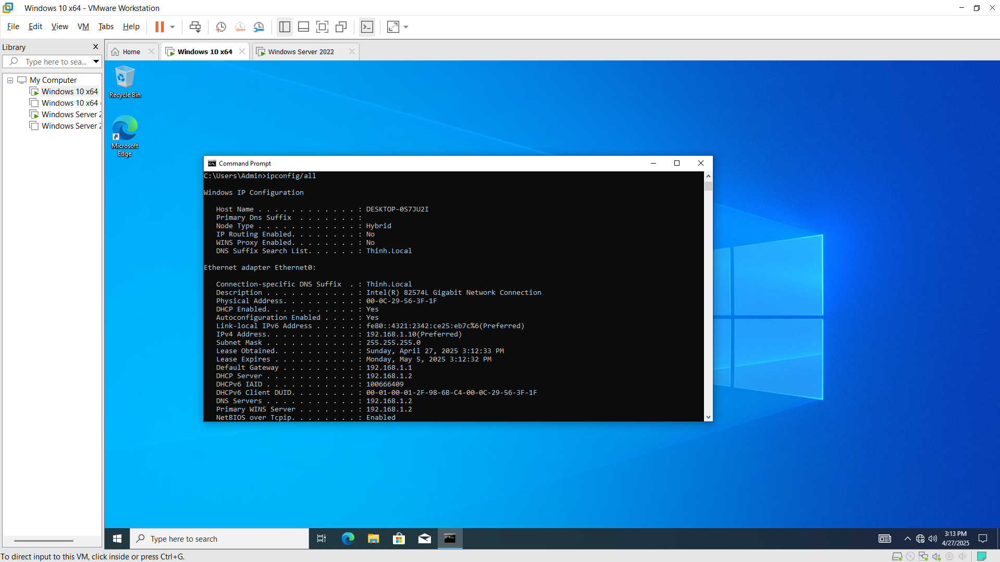 Windows 10 x64 - VMware Workstation
File Edit View VM Tabs Help
Library
Type here to sea...
My Computer
Windows 10 x64
Windows 10 x64
Windows Server 2
Windows Server 2
Home
Windows 10 x64
Windows Server 2022
Recycle Bin
Microsoft
Edge
Command Prompt
C:\Users\Admin>ipconfig/all
Windows IP Configuration
Host Name . . . . . . . . . . . . : DESKTOP-0S7JU2I
Primary Dns Suffix  . . . . . . . :
Node Type . . . . . . . . . . . . : Hybrid
IP Routing Enabled. . . . . . . . : No
WINS Proxy Enabled. . . . . . . . : No
DNS Suffix Search List. . . . . . : Thinh.Local
Ethernet adapter Ethernet0:
Connection-specific DNS Suffix  . : Thinh.Local
Description . . . . . . . . . . . : Intel(R) 82574L Gigabit Network Connection
Physical Address. . . . . . . . . : 00-0C-29-56-3F-1F
DHCP Enabled. . . . . . . . . . . : Yes
Autoconfiguration Enabled . . . . : Yes
Link-local IPv6 Address . . . . . : fe80::4321:2342:ce25:eb7c%6(Preferred)
IPv4 Address. . . . . . . . . . . : 192.168.1.10(Preferred)
Subnet Mask . . . . . . . . . . . : 255.255.255.0
Lease Obtained. . . . . . . . . . : Sunday, April 27, 2025 3:12:33 PM
Lease Expires . . . . . . . . . . : Monday, May 5, 2025 3:12:32 PM
Default Gateway . . . . . . . . . : 192.168.1.1
DHCP Server . . . . . . . . . . . : 192.168.1.2
DHCPv6 IAID . . . . . . . . . . . : 100666409
DHCPv6 Client DUID. . . . . . . . : 00-01-00-01-2F-98-6B-C4-00-0C-29-56-3F-1F
DNS Servers . . . . . . . . . . . : 192.168.1.2
Primary WINS Server . . . . . . . : 192.168.1.2
NetBIOS over Tcpip. . . . . . . . : Enabled
Type here to search
3:13 PM
4/27/2025
To direct input to this VM, click inside or press Ctrl+G.